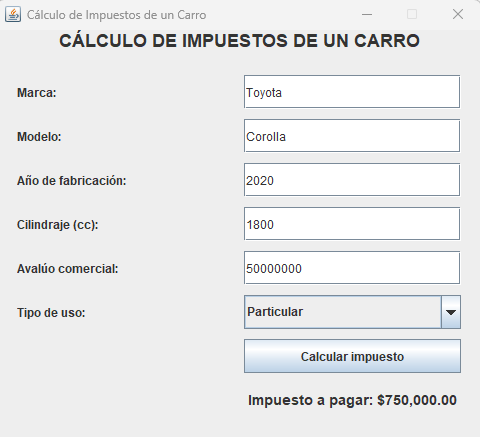 Cálculo de Impuestos de un Carro
CÁLCULO DE IMPUESTOS DE UN CARRO
Marca: Toyota
Modelo: Corolla
Año de fabricación: 2020
Cilindraje (cc): 1800
Avalúo comercial: 50000000
Tipo de uso: Particular
Calcular impuesto
Impuesto a pagar: $750,000.00